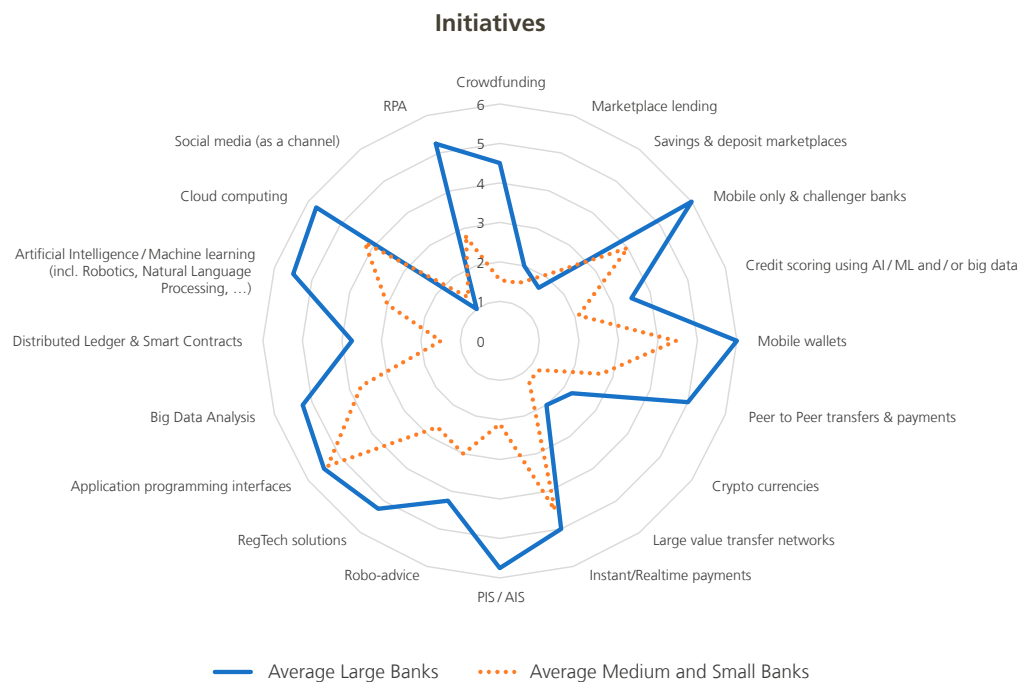 Initiatives
Crowdfunding
Marketplace lending
Savings & deposit marketplaces
Mobile only & challenger banks
Credit scoring using AI / ML and / or big data
Mobile wallets
Peer to Peer transfers & payments
Crypto currencies
Large value transfer networks
Instant/Realtime payments
PIS / AIS
Robo-advice
RegTech solutions
Application programming interfaces
Big Data Analysis
Distributed Ledger & Smart Contracts
Artificial Intelligence / Machine learning
(incl. Robotics, Natural Language
Processing, …)
Cloud computing
Social media (as a channel)
RPA
6
5
4
3
2
1
0
Average Large Banks
Average Medium and Small Banks